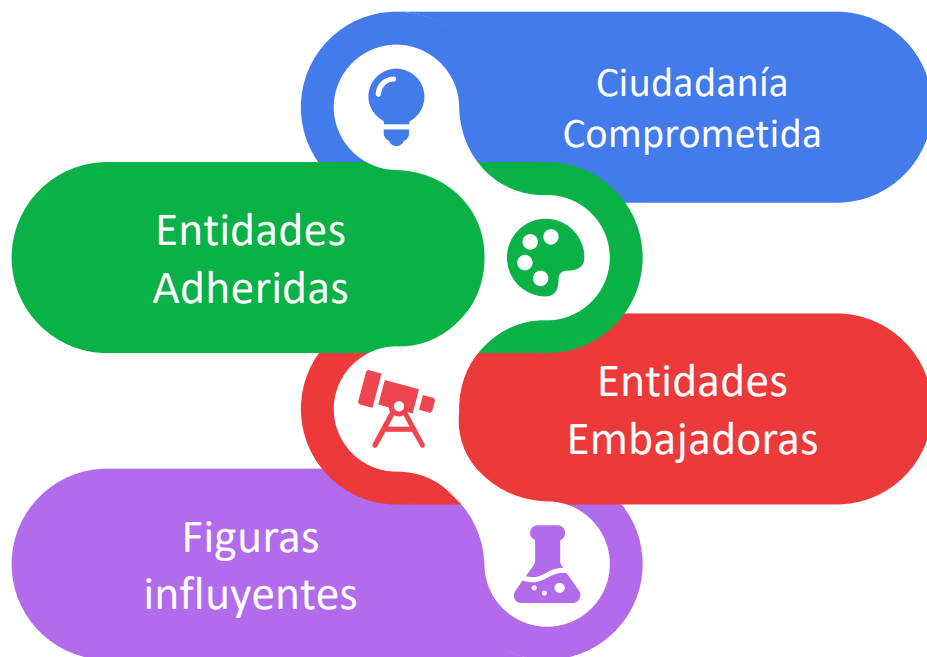 Ciudadanía
Comprometida
Entidades
Adheridas
Entidades
Embajadoras
Figuras
influyentes